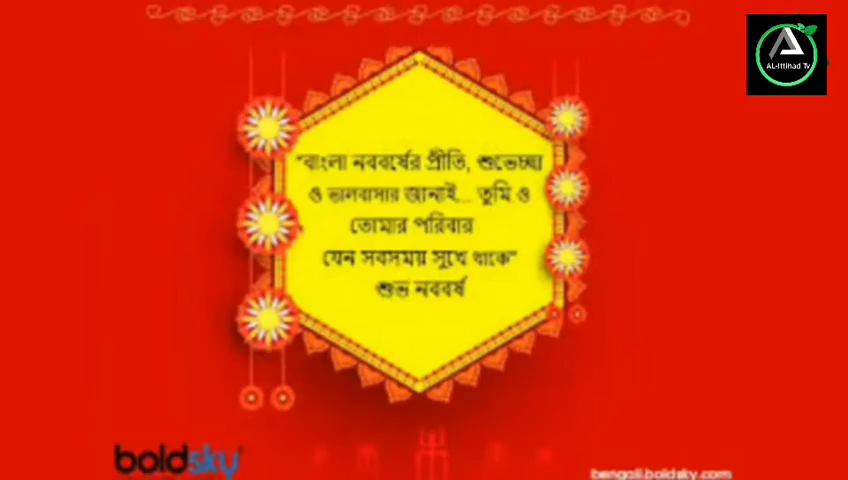 AL-Ittihad Tv
"বাংলা নববর্ষের প্রীতি, শুভেচ্ছা
ও ভালবাসার জানাই... তুমি ও
তোমার পরিবার
যেন সবসময় সুখে থাকে"
শুভ নববর্ষ
boldsky
bengali.boldsky.com